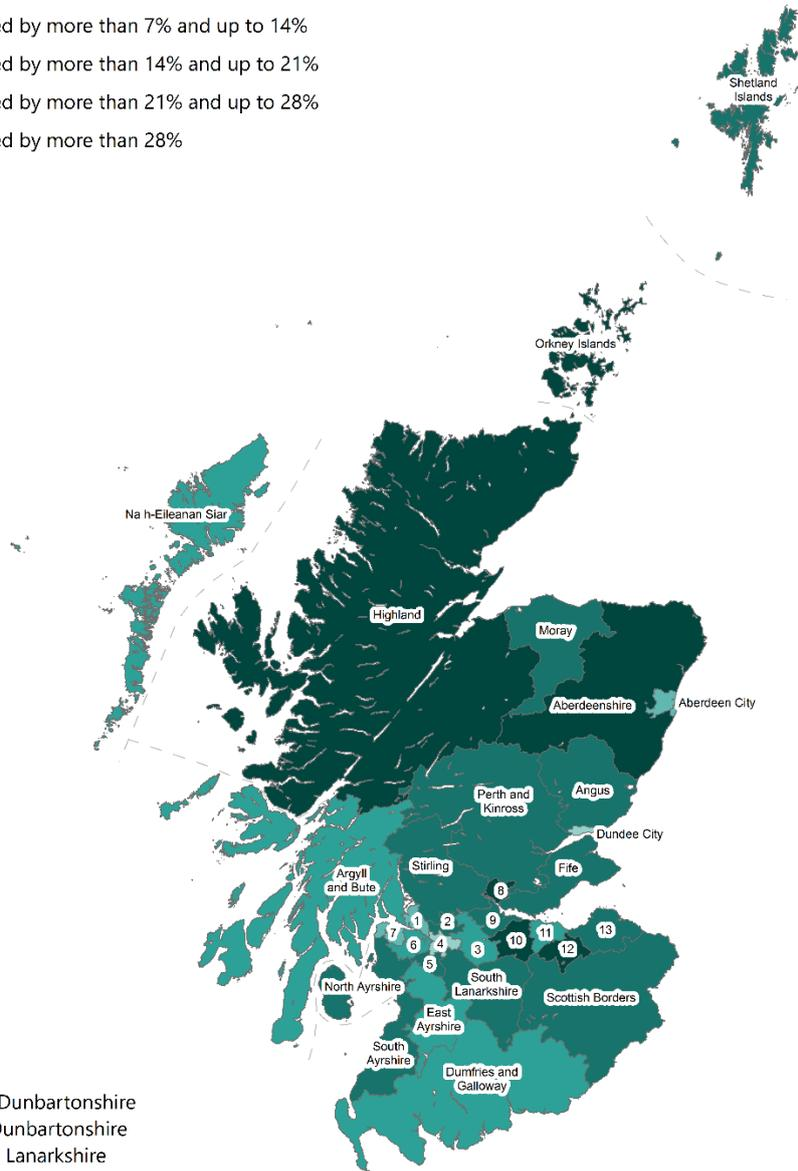 ed by more than 7% and up to 14%
ed by more than 14% and up to 21%
ed by more than 21% and up to 28%
ed by more than 28%
Shetland
Islands
Orkney Islands
Na h-Eileanan Siar
Highland
Moray
Aberdeenshire
Aberdeen City
Perth and
Kinross
Angus
Dundee City
Stirling
Fife
Argyll
and Bute
8
1
2
9
7
6
4
3
10
11
12
13
5
North Ayrshire
South
Lanarkshire
Scottish Borders
East
Ayrshire
South
Ayrshire
Dumfries and
Galloway
Dunbartonshire
Dunbartonshire
Lanarkshire